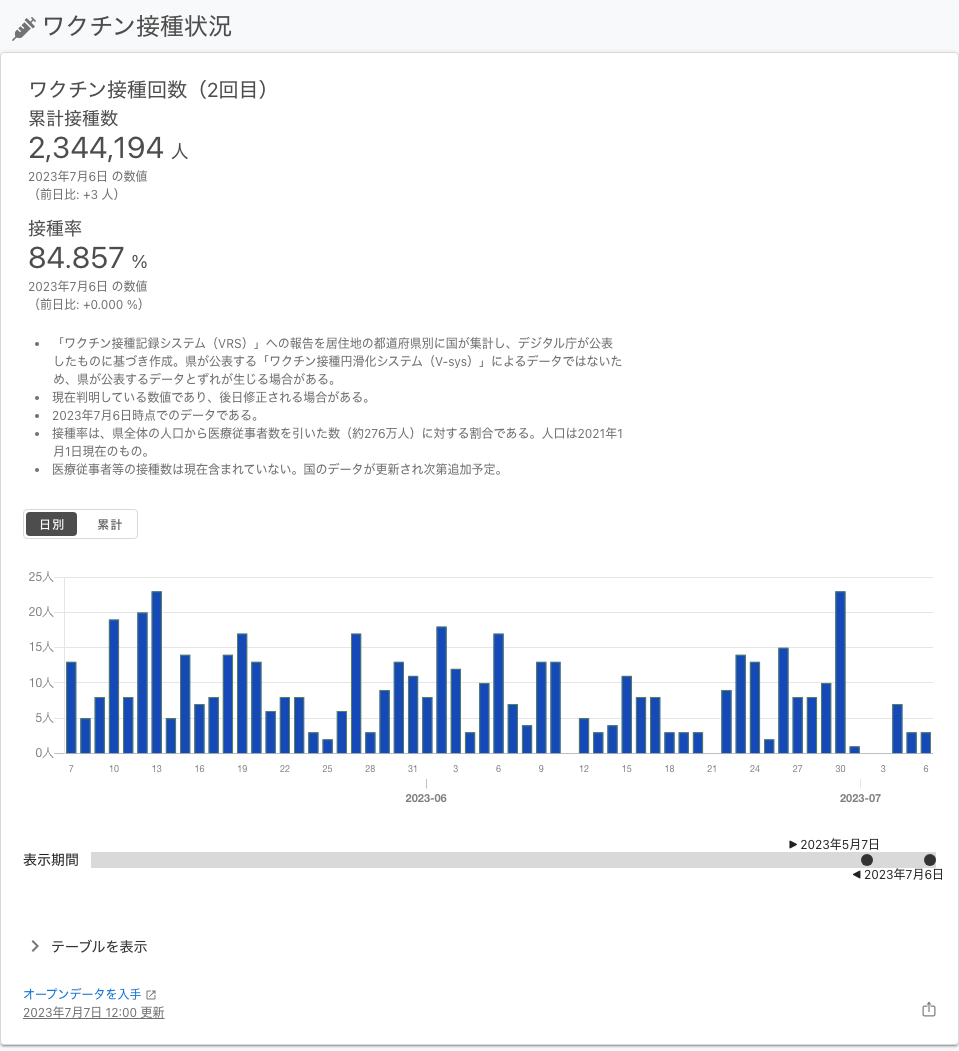 ワクチン接種状況
ワクチン接種回数（2回目）
累計接種数
2,344,194 人
2023年7月6日 の数値
（前日比: +3 人）
接種率
84.857 %
2023年7月6日 の数値
（前日比: +0.000 %）
• 「ワクチン接種記録システム（VRS）」への報告を居住地の都道府県別に国が集計し、デジタル庁が公表
したものに基づき作成。県が公表する「ワクチン接種円滑化システム（V-sys）」によるデータではないた
め、県が公表するデータとずれが生じる場合がある。
• 現在判明している数値であり、後日修正される場合がある。
• 2023年7月6日時点でのデータである。
• 接種率は、県全体の人口から医療従事者数を引いた数（約276万人）に対する割合である。人口は2021年1
月1日現在のもの。
• 医療従事者等の接種数は現在含まれていない。国のデータが更新され次第追加予定。
日別 累計
25人
20人
15人
10人
5人
0人
7 10 13 16 19 22 25 28 31 3 6 9 12 15 18 21 24 27 30 3 6
2023-06 2023-07
▶ 2023年5月7日
表示期間
◀ 2023年7月6日
テーブルを表示
オープンデータを入手
2023年7月7日 12:00 更新